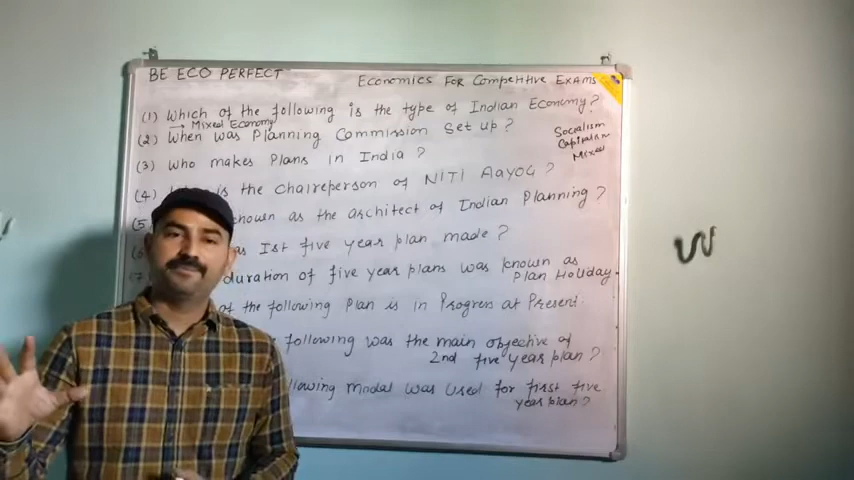 BE ECO PERFECT
ECONOMICS FOR COMPETITIVE EXAMS
(1) Which of the following is the type of Indian Economy?
→ Mixed Economy
Socialism
Capitalism
Mixed
(2) When was Planning Commission Set up?
(3) Who makes Plans in India?
(4) is the chaireperson of NITI AAYOG?
(5) known as the architect of Indian Planning?
as Ist five year plan made?
duration of five year plans was known as
Plan Holiday.
of the following Plan is in Progress at Present.
following was the main objective of
2nd five year plan?
llowing modal was used for first five
year plan?